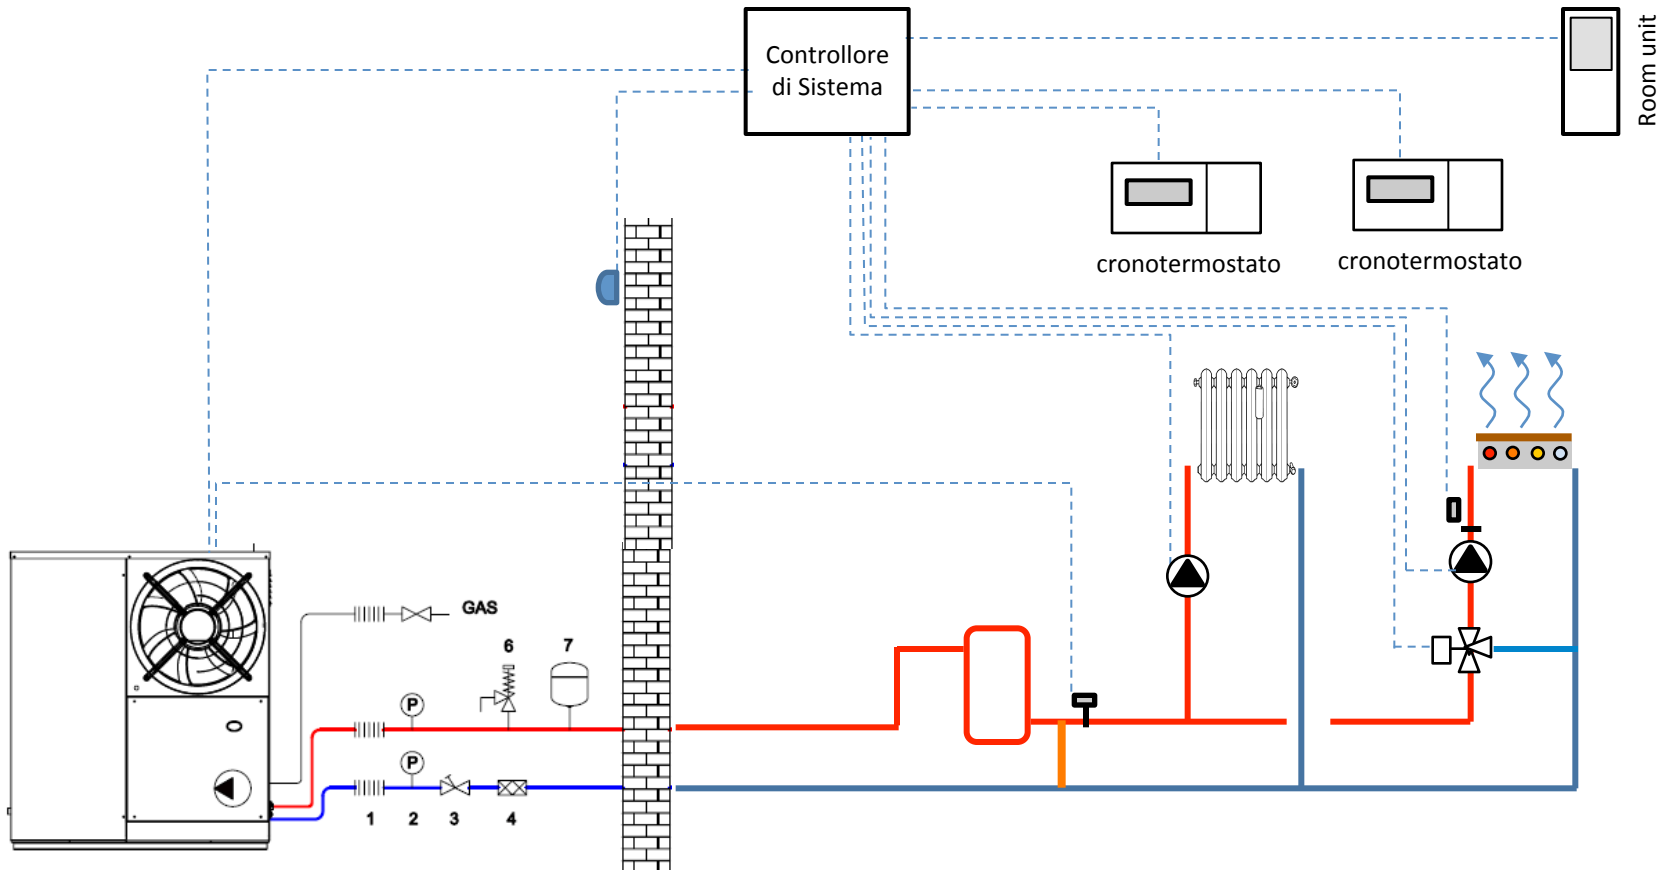 Controllore
di Sistema
Room unit
cronotermostato
cronotermostato
GAS
6
7
P
P
1
2
3
4